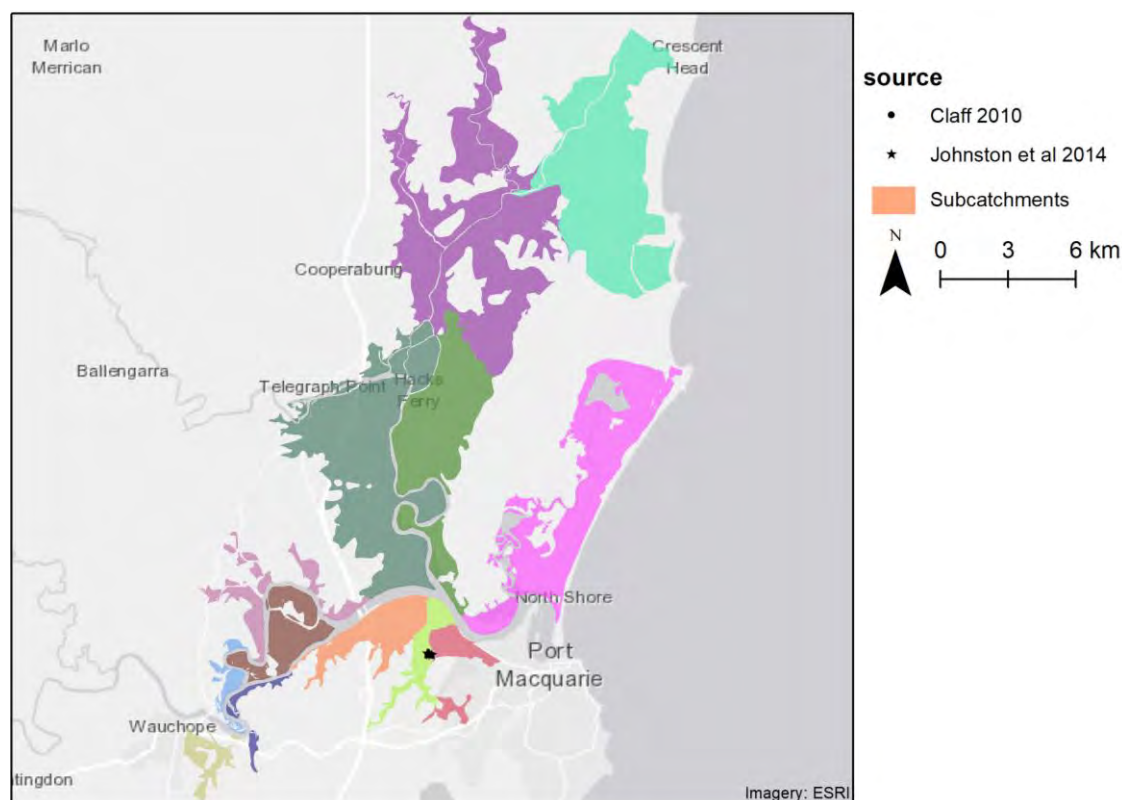 Marlo
Merrican
Crescent
Head
Cooperabung
Ballengarra
Telegraph Point
Hacks
Ferry
North Shore
Port
Macquarie
Wauchope
tingdon
Imagery: ESRI
source
Claff 2010
Johnston et al 2014
Subcatchments
N
0 3 6 km